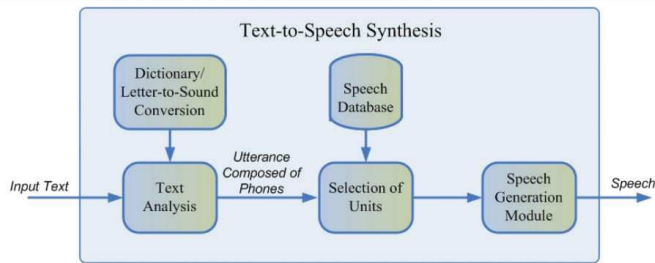 Text-to-Speech Synthesis
Dictionary/
Letter-to-Sound
Conversion
Speech
Database
Input Text
Text
Analysis
Utterance
Composed of
Phones
Selection of
Units
Speech
Generation
Module
Speech